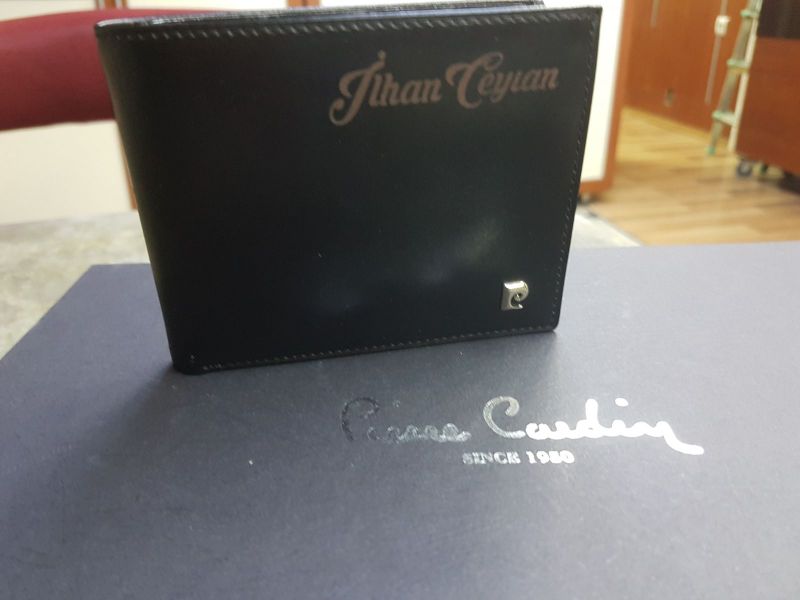 İlhan Ceylan
P
Pierre Cardin
SINCE 1950